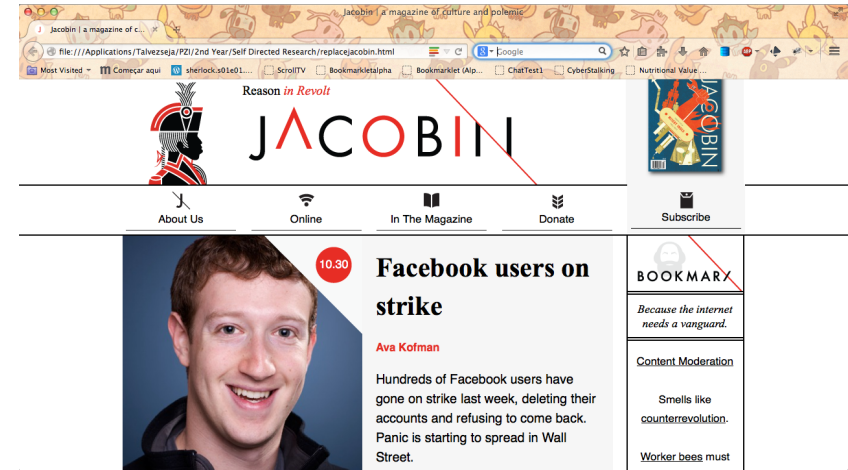 Jacobin | a magazine of culture and polemic
Jacobin | a magazine of c...
file:///Applications/Talvezseja/PZI/2nd Year/Self Directed Research/replacejacobin.html
Google
Most Visited
Começar aqui
sherlock.s01e01....
ScrollTV
Bookmarkletalpha
Bookmarklet (Alp...
ChatTest1
CyberStalking
Nutritional Value ...
Reason in Revolt
JACOBIN
JACOBIN
About Us
Online
In The Magazine
Donate
Subscribe
10.30
Facebook users on
strike
Ava Kofman
Hundreds of Facebook users have
gone on strike last week, deleting their
accounts and refusing to come back.
Panic is starting to spread in Wall
Street.
BOOKMARX
Because the internet
needs a vanguard.
Content Moderation
Smells like
counterrevolution.
Worker bees must